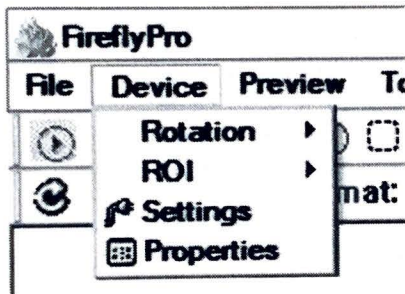 FireflyPro
File Device Preview
Rotation
ROI
Settings
mat:
Properties